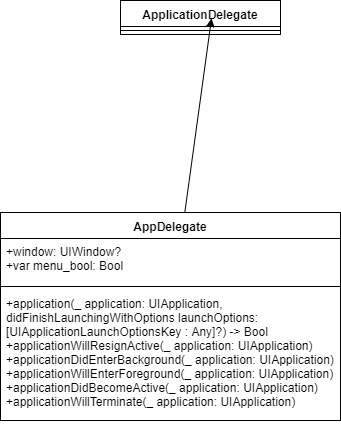 ApplicationDelegate
AppDelegate
+window: UIWindow?
+var menu_bool: Bool
+application(_ application: UIApplication,
didFinishLaunchingWithOptions launchOptions:
[UIApplicationLaunchOptionsKey : Any]?) -> Bool
+applicationWillResignActive(_ application: UIApplication)
+applicationDidEnterBackground(_ application: UIApplication)
+applicationWillEnterForeground(_ application: UIApplication)
+applicationDidBecomeActive(_ application: UIApplication)
+applicationWillTerminate(_ application: UIApplication)